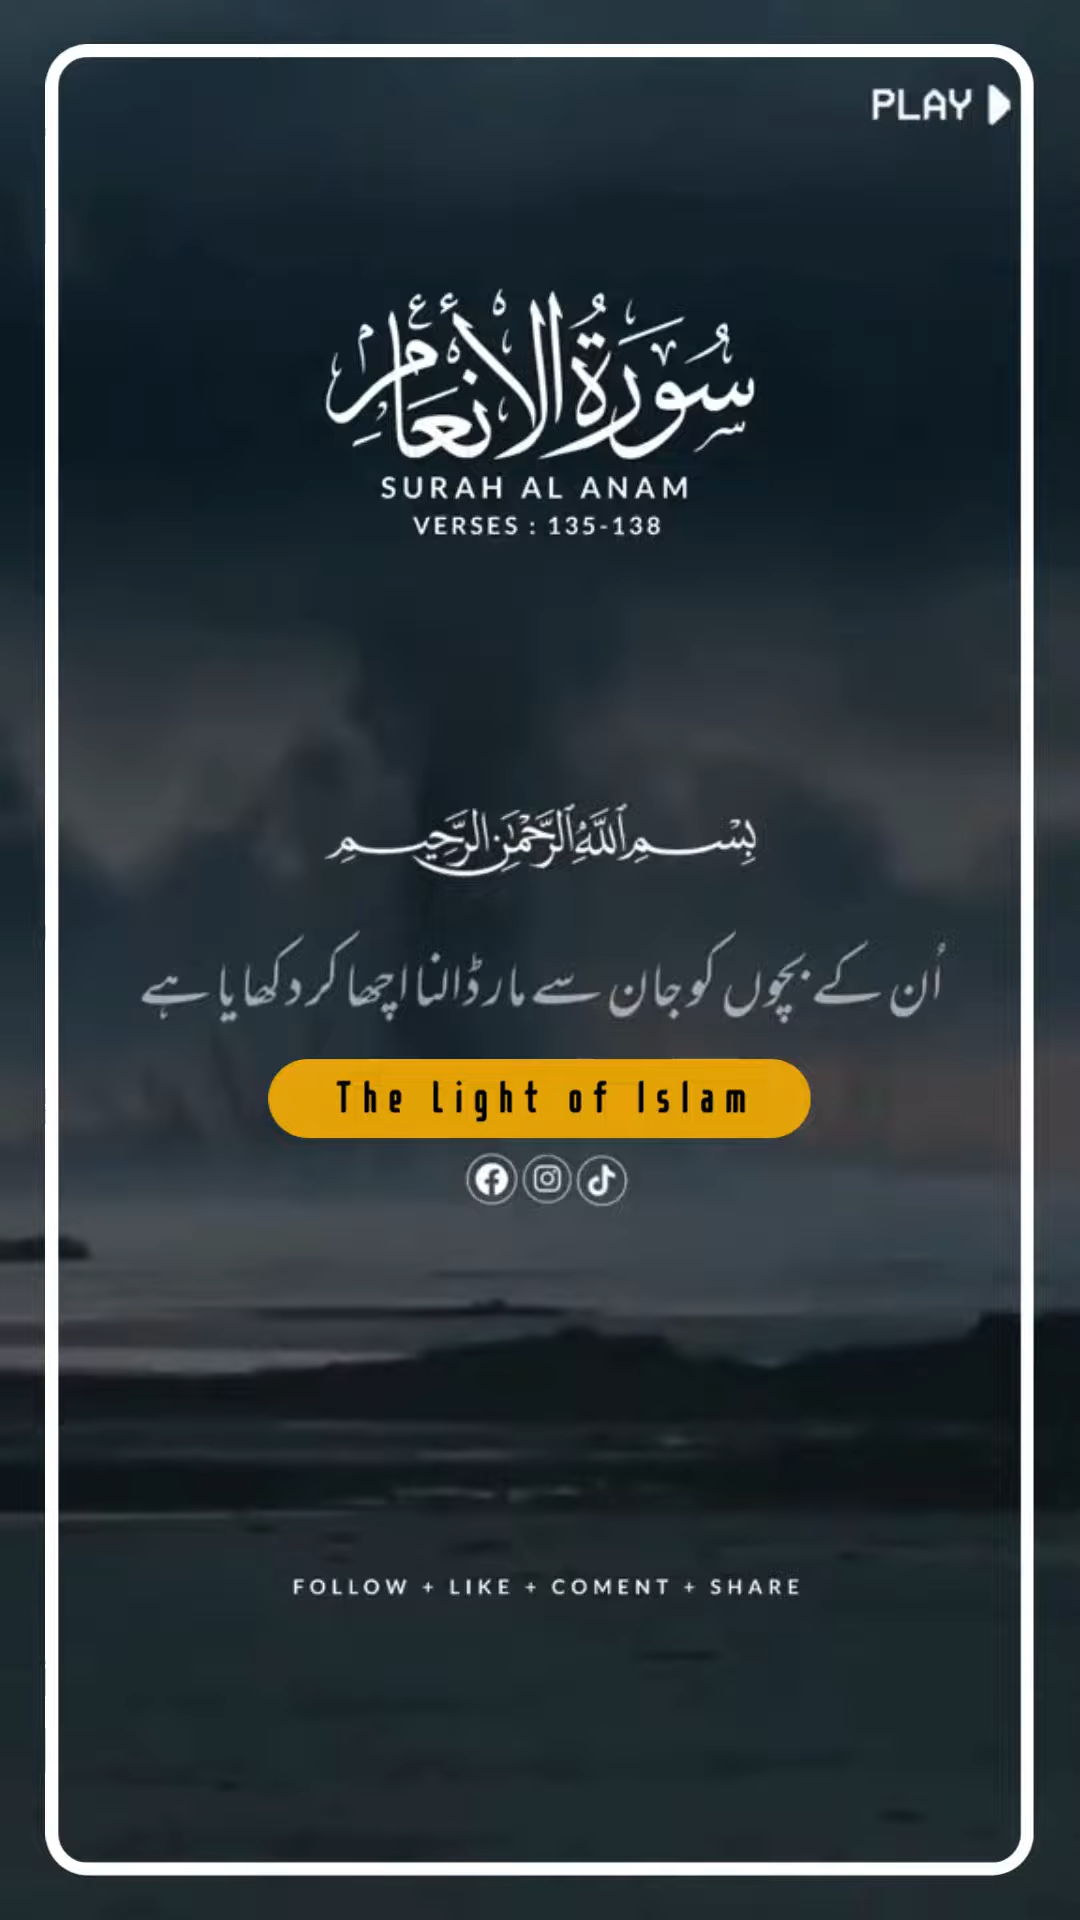 PLAY
سُورَةُ الأَنْعَامِ
SURAH AL ANAM
VERSES : 135-138
بِسْمِ ٱللَّهِ ٱلرَّحْمَٰنِ ٱلرَّحِيمِ
اُن کے بچوں کو جان سے مار ڈالنا اچھا کر دکھایا ہے
The Light of Islam
FOLLOW + LIKE + COMENT + SHARE